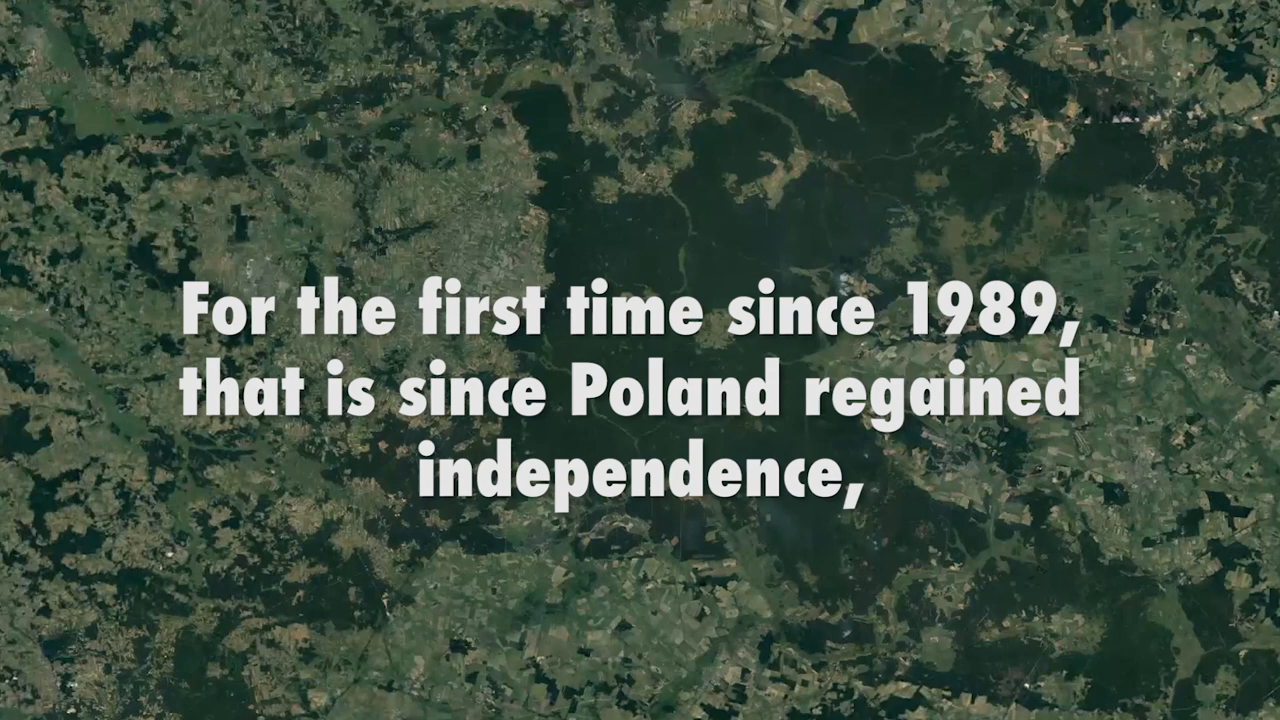 For the first time since 1989,
that is since Poland regained
independence,